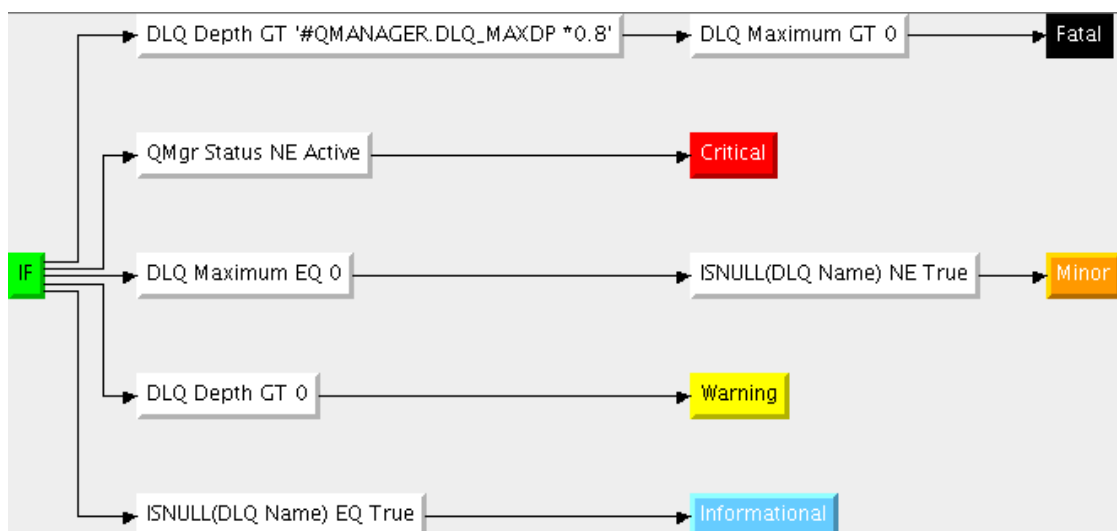 DLQ Depth GT '#QMANAGER.DLQ_MAXDP *0.8' DLQ Maximum GT 0 Fatal
QMgr Status NE Active Critical
IF DLQ Maximum EQ 0 ISNULL(DLQ Name) NE True Minor
DLQ Depth GT 0 Warning
ISNULL(DLQ Name) EQ True Informational